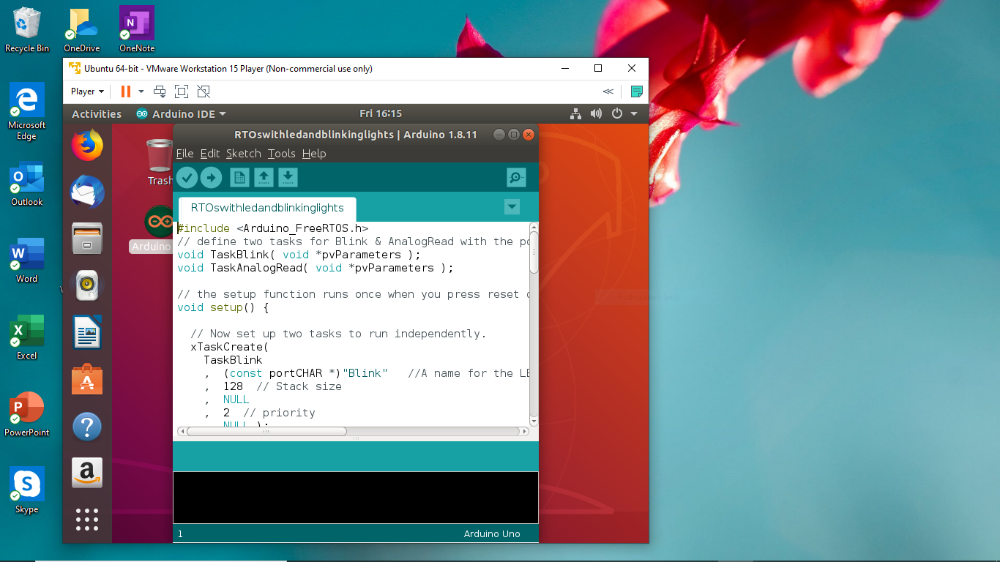 Recycle Bin
OneDrive
OneNote
Microsoft
Edge
Outlook
Word
Excel
PowerPoint
Skype
Ubuntu 64-bit - VMware Workstation 15 Player (Non-commercial use only)
Player
Activities
Arduino IDE
Fri 16:15
Trash
Arduino
RTOswithledandblinkinglights | Arduino 1.8.11
File Edit Sketch Tools Help
RTOswithledandblinkinglights
#include <Arduino_FreeRTOS.h>
// define two tasks for Blink & AnalogRead with the
void TaskBlink( void *pvParameters );
void TaskAnalogRead( void *pvParameters );
// the setup function runs once when you press reset
void setup() {
// Now set up two tasks to run independently.
xTaskCreate(
TaskBlink
, (const portCHAR *)"Blink" //A name for the
, 128 // Stack size
, NULL
, 2 // priority
NULL );
1
Arduino Uno